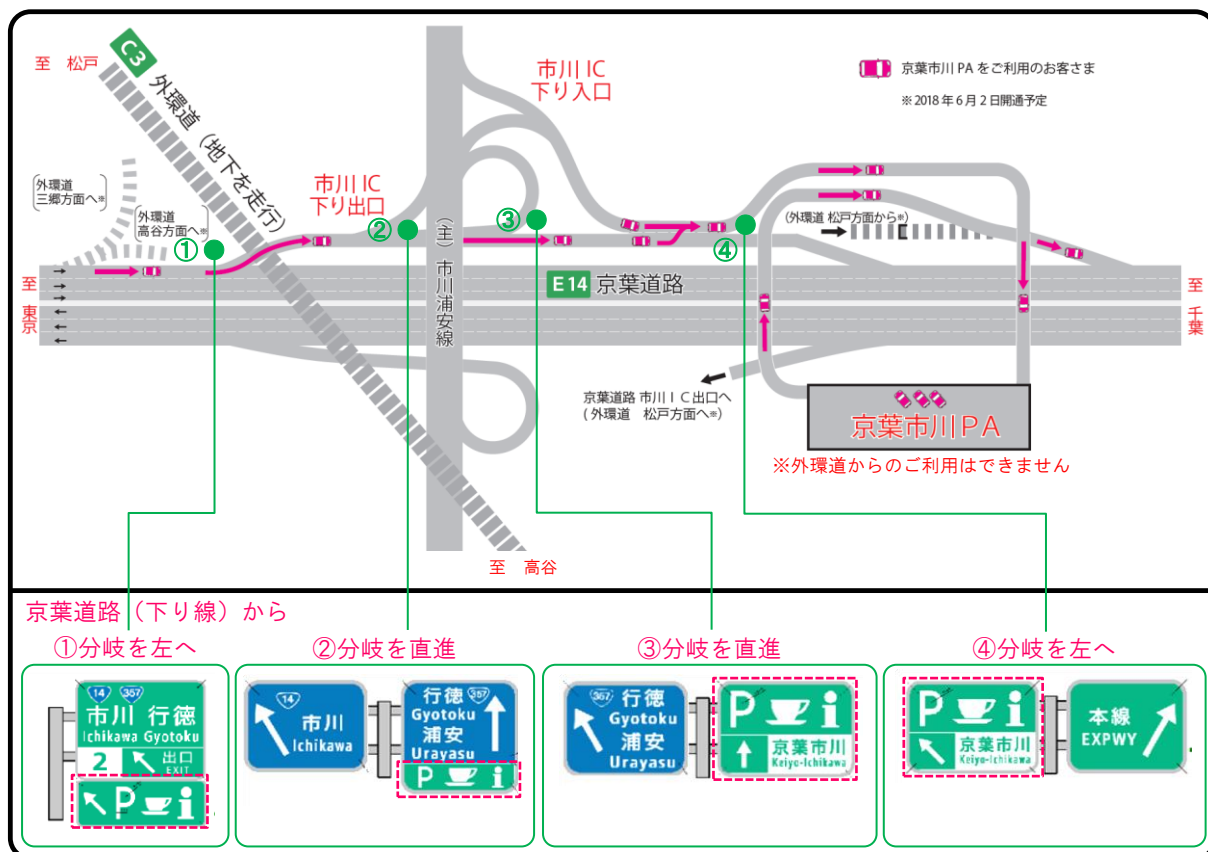 至 松戸
C3
外環道（地下を走行）
市川 IC
下り入口
京葉市川 PA をご利用のお客さま
※2018 年 6 月 2 日開通予定
外環道
三郷方面へ※
外環道
高谷方面へ※
市川 IC
下り出口
①
②
③
④
(外環道 松戸方面から※)
至 東京
（主）市川浦安線
E14 京葉道路
至 千葉
京葉道路 市川ＩＣ出口へ
(外環道 松戸方面へ※)
京葉市川ＰＡ
※外環道からのご利用はできません
至 高谷
京葉道路（下り線）から
①分岐を左へ
②分岐を直進
③分岐を直進
④分岐を左へ
14 357
市川 行徳
Ichikawa Gyotoku
2 出口
EXIT
P i
14
市川
Ichikawa
行徳 357
Gyotoku
浦安
Urayasu
P i
357 行徳
Gyotoku
浦安
Urayasu
P i
京葉市川
Keiyo-Ichikawa
P i
京葉市川
Keiyo-Ichikawa
本線
EXPWY